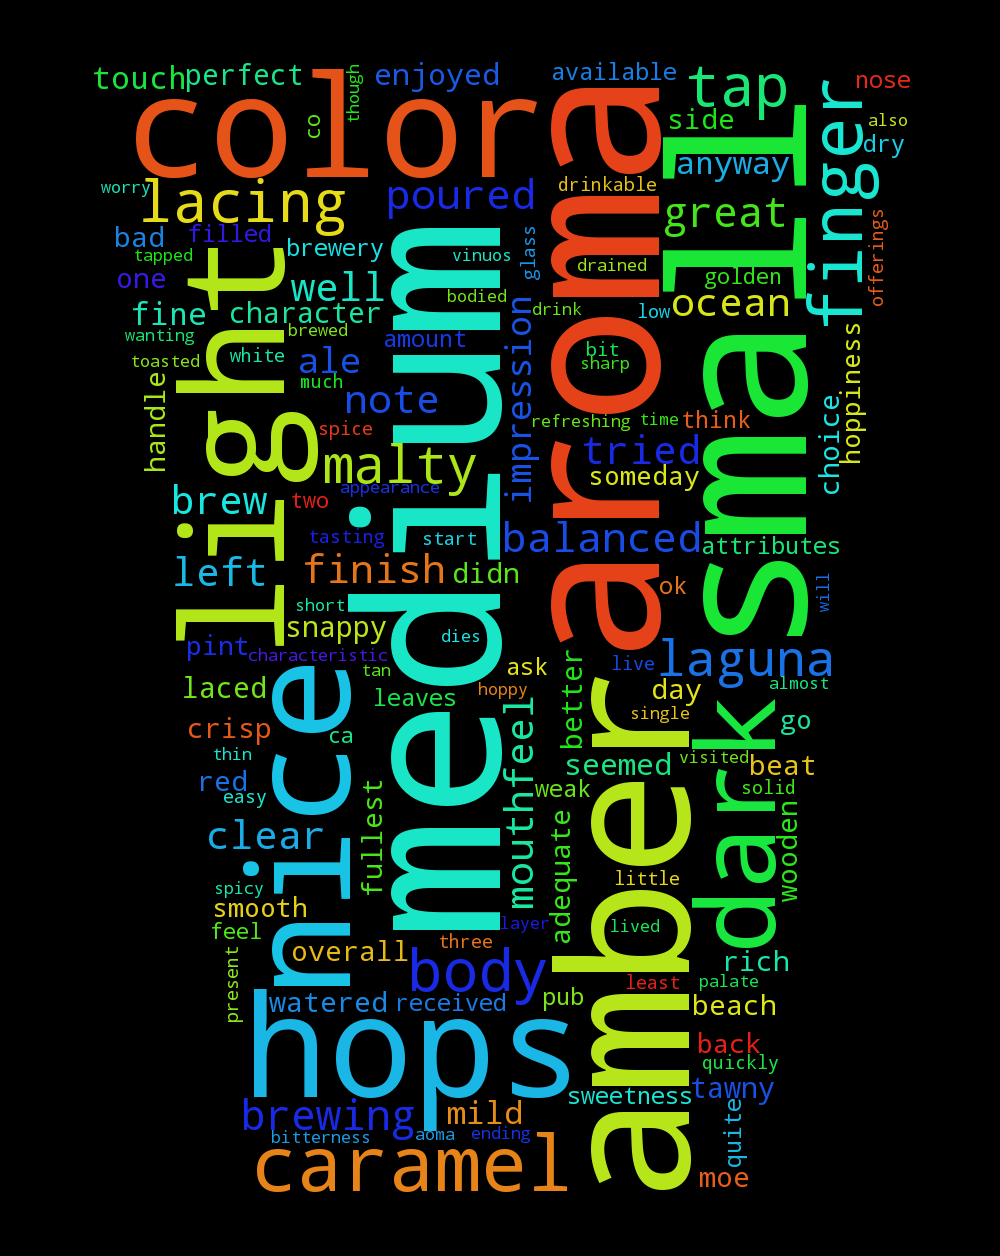 touch
perfect
though
enjoyed
available
tap
nose
color
co
a
aroma
small
side
finger
also
dry
anyway
worry
lacing
poured
drinkable
great
offerings
bad
filled
tapped
brewery
vinuos
glass
drained
golden
one
light
well
medium
bodied
drink
low
ocean
fine
character
wanting
brewed
amount
impression
bit
sharp
hoppiness
toasted
white
ale
much
note
handle
choice
refreshing
time
think
spice
malty
tried
someday
brew
two
appearance
tasting
start
balanced
attributes
left
finish
didn
ok
will
short
snappy
dies
pint
characteristic
tan
ask
live
laguna
laced
leaves
hoppy
better
day
almost
single
go
crisp
ca
nice
mouthfeel
amber
dark
thin
seemed
visited
beat
red
easy
fullest
weak
solid
clear
adequate
wooden
spicy
smooth
little
feel
layer
lived
three
overall
body
rich
present
least
palate
watered
received
pub
beach
hops
back
quickly
sweetness
tawny
brewing
mild
quite
bitterness
aoma
ending
caramel
moe